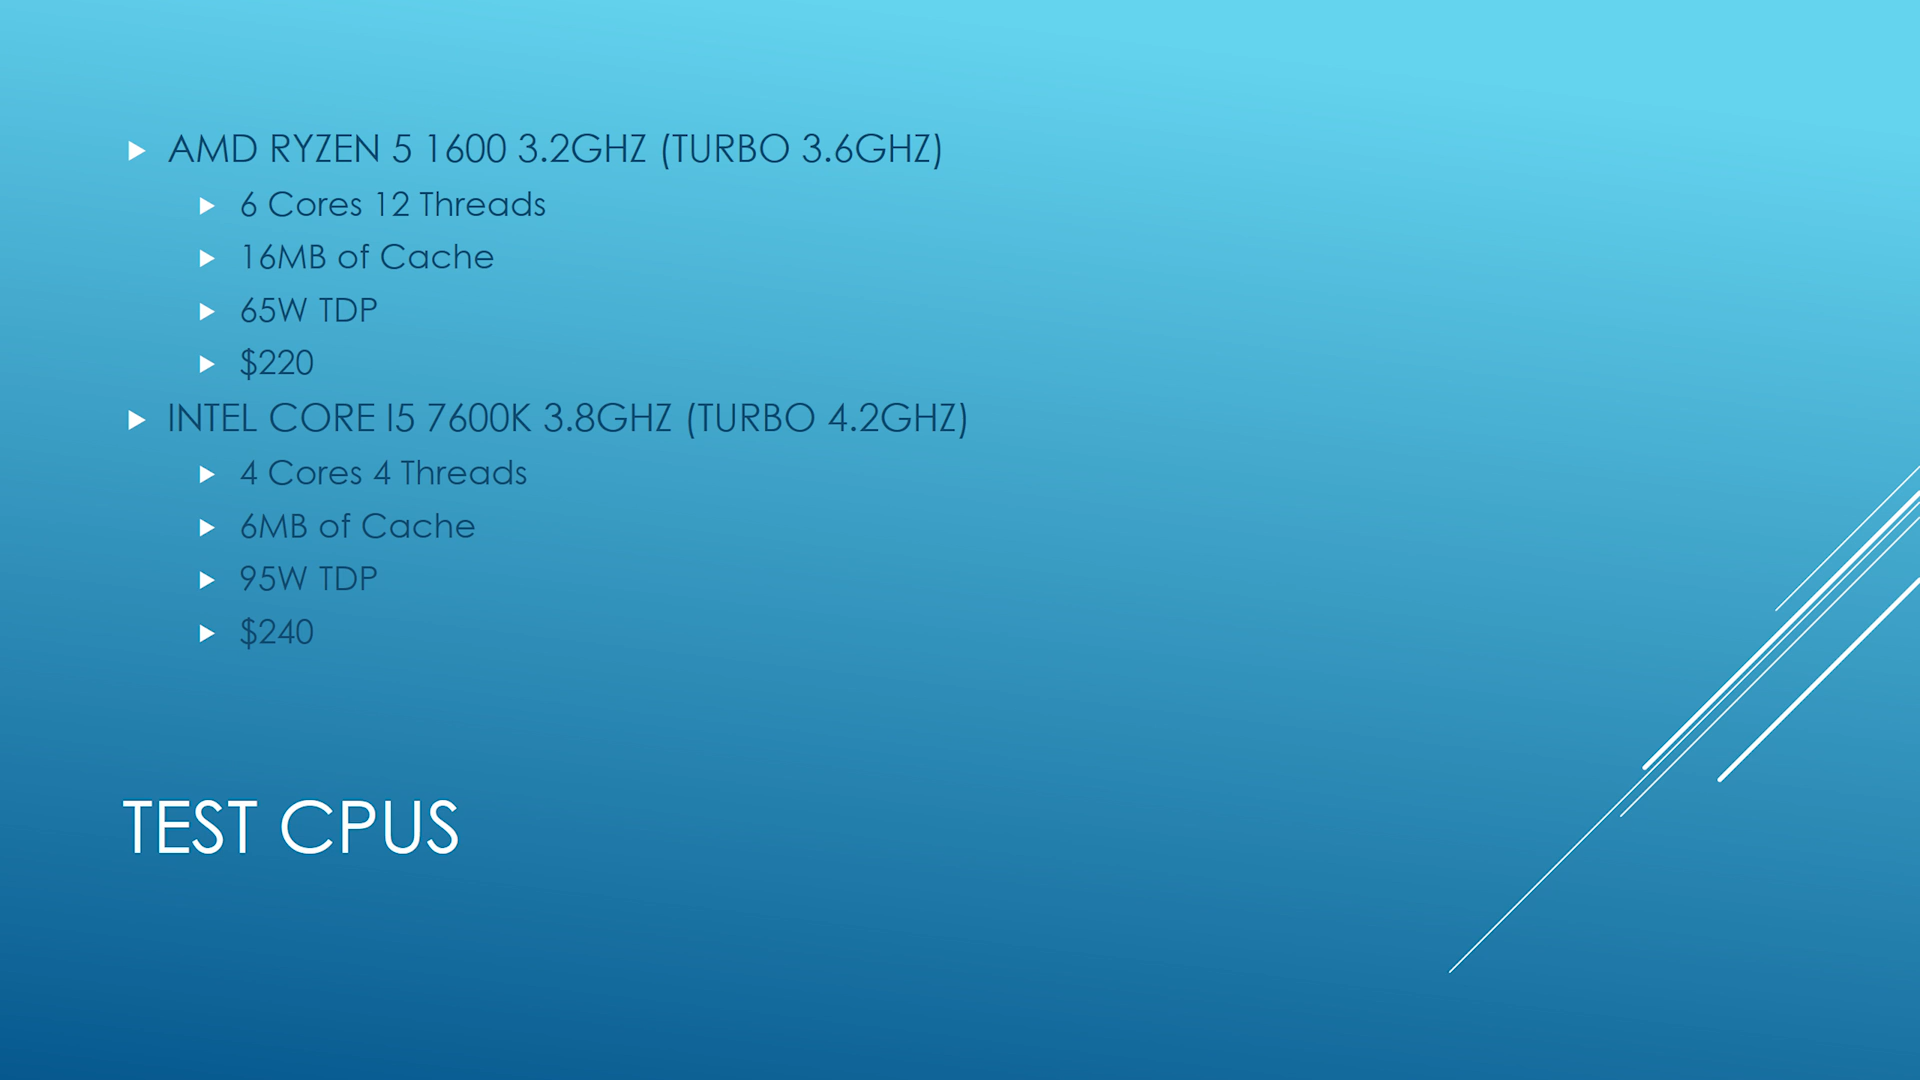 AMD RYZEN 5 1600 3.2GHZ (TURBO 3.6GHZ)
6 Cores 12 Threads
16MB of Cache
65W TDP
$220
INTEL CORE I5 7600K 3.8GHZ (TURBO 4.2GHZ)
4 Cores 4 Threads
6MB of Cache
95W TDP
$240
TEST CPUS